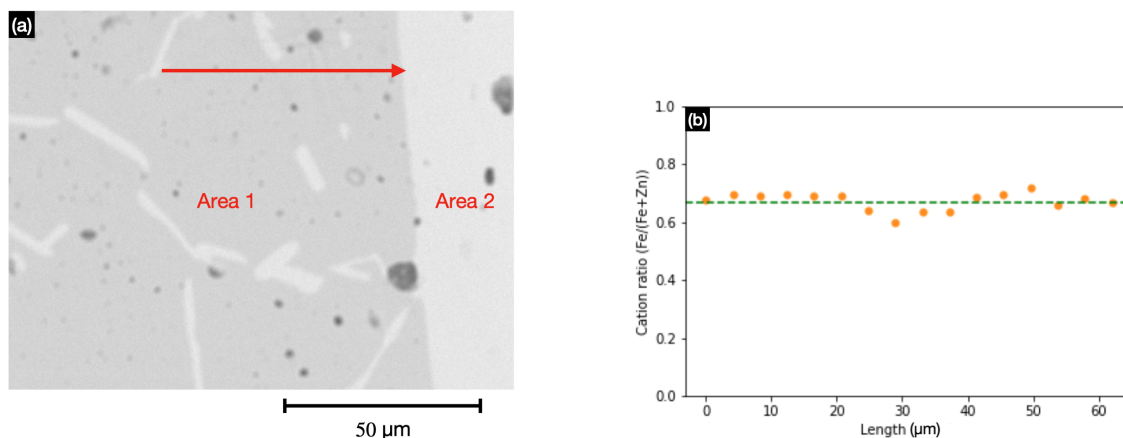 (a)
Area 1
Area 2
50 μm
(b)
Cation ratio (Fe/(Fe+Zn))
1.0
0.8
0.6
0.4
0.2
0.0
0 10 20 30 40 50 60
Length (μm)